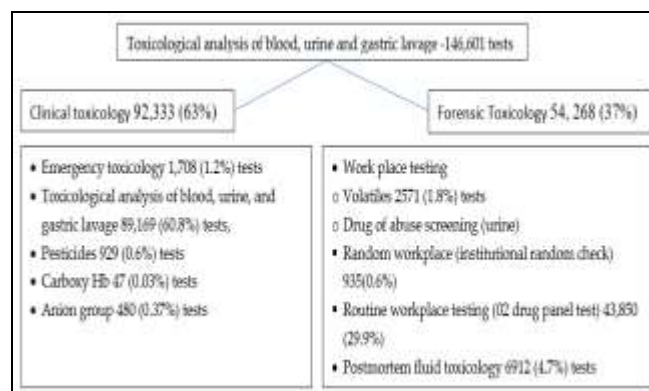 Toxicological analysis of blood, urine and gastric lavage -146,601 tests
Clinical toxicology 92,333 (63%)
Forensic Toxicology 54, 268 (37%)
• Emergency toxicology 1,708 (1.2%) tests
• Toxicological analysis of blood, urine, and
gastric lavage 89,169 (60.8%) tests,
• Pesticides 929 (0.6%) tests
• Carboxy Hb 47 (0.03%) tests
• Anion group 480 (0.37%) tests
• Work place testing
o Volatiles 2571 (1.8%) tests
o Drug of abuse screening (urine)
▪ Random workplace (institutional random check)
935(0.6%)
▪ Routine workplace testing (02 drug panel test) 43,850
(29.9%)
• Postmortem fluid toxicology 6912 (4.7%) tests